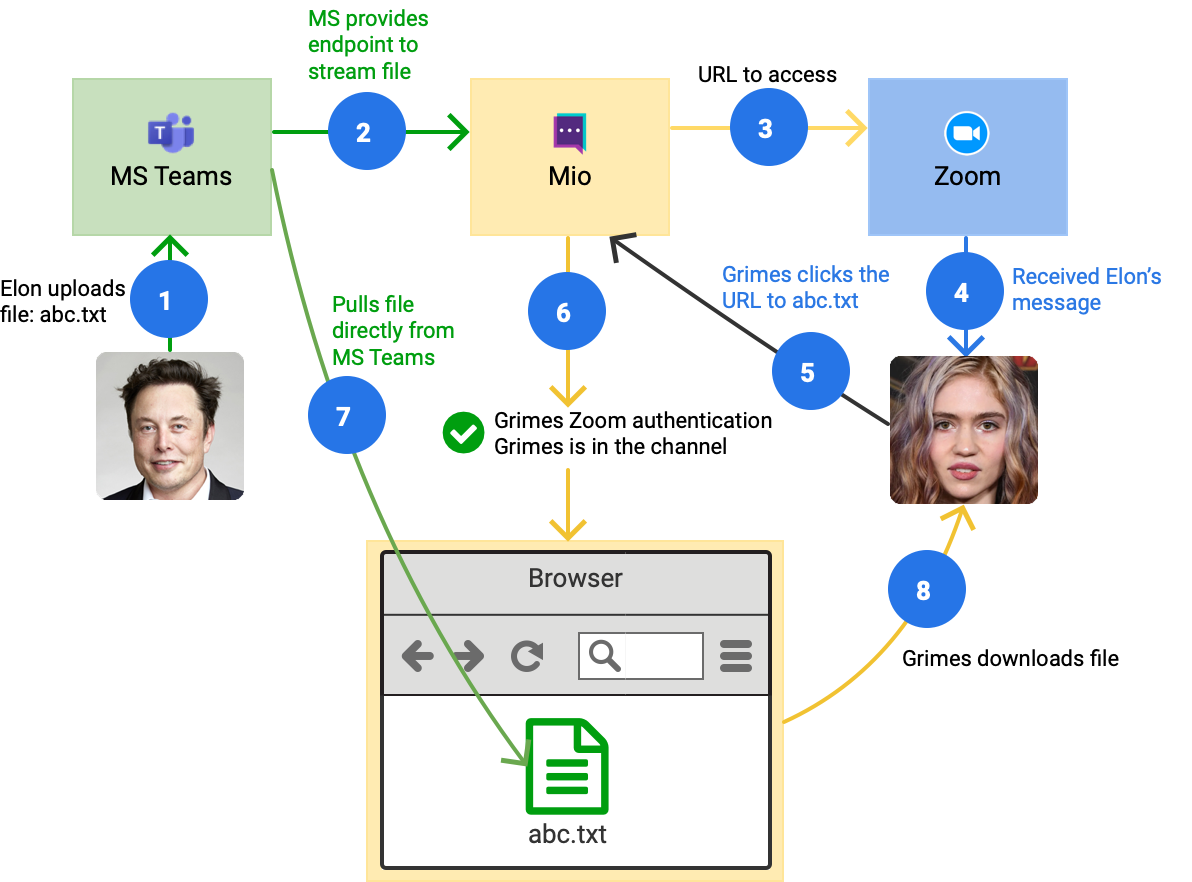 MS provides
endpoint to
stream file
URL to access
2
3
T
MS Teams
Mio
Zoom
Elon uploads
file: abc.txt
1
Grimes clicks the
URL to abc.txt
4
Received Elon’s
message
Pulls file
directly from
MS Teams
6
5
7
Grimes Zoom authentication
Grimes is in the channel
Browser
8
Grimes downloads file
abc.txt